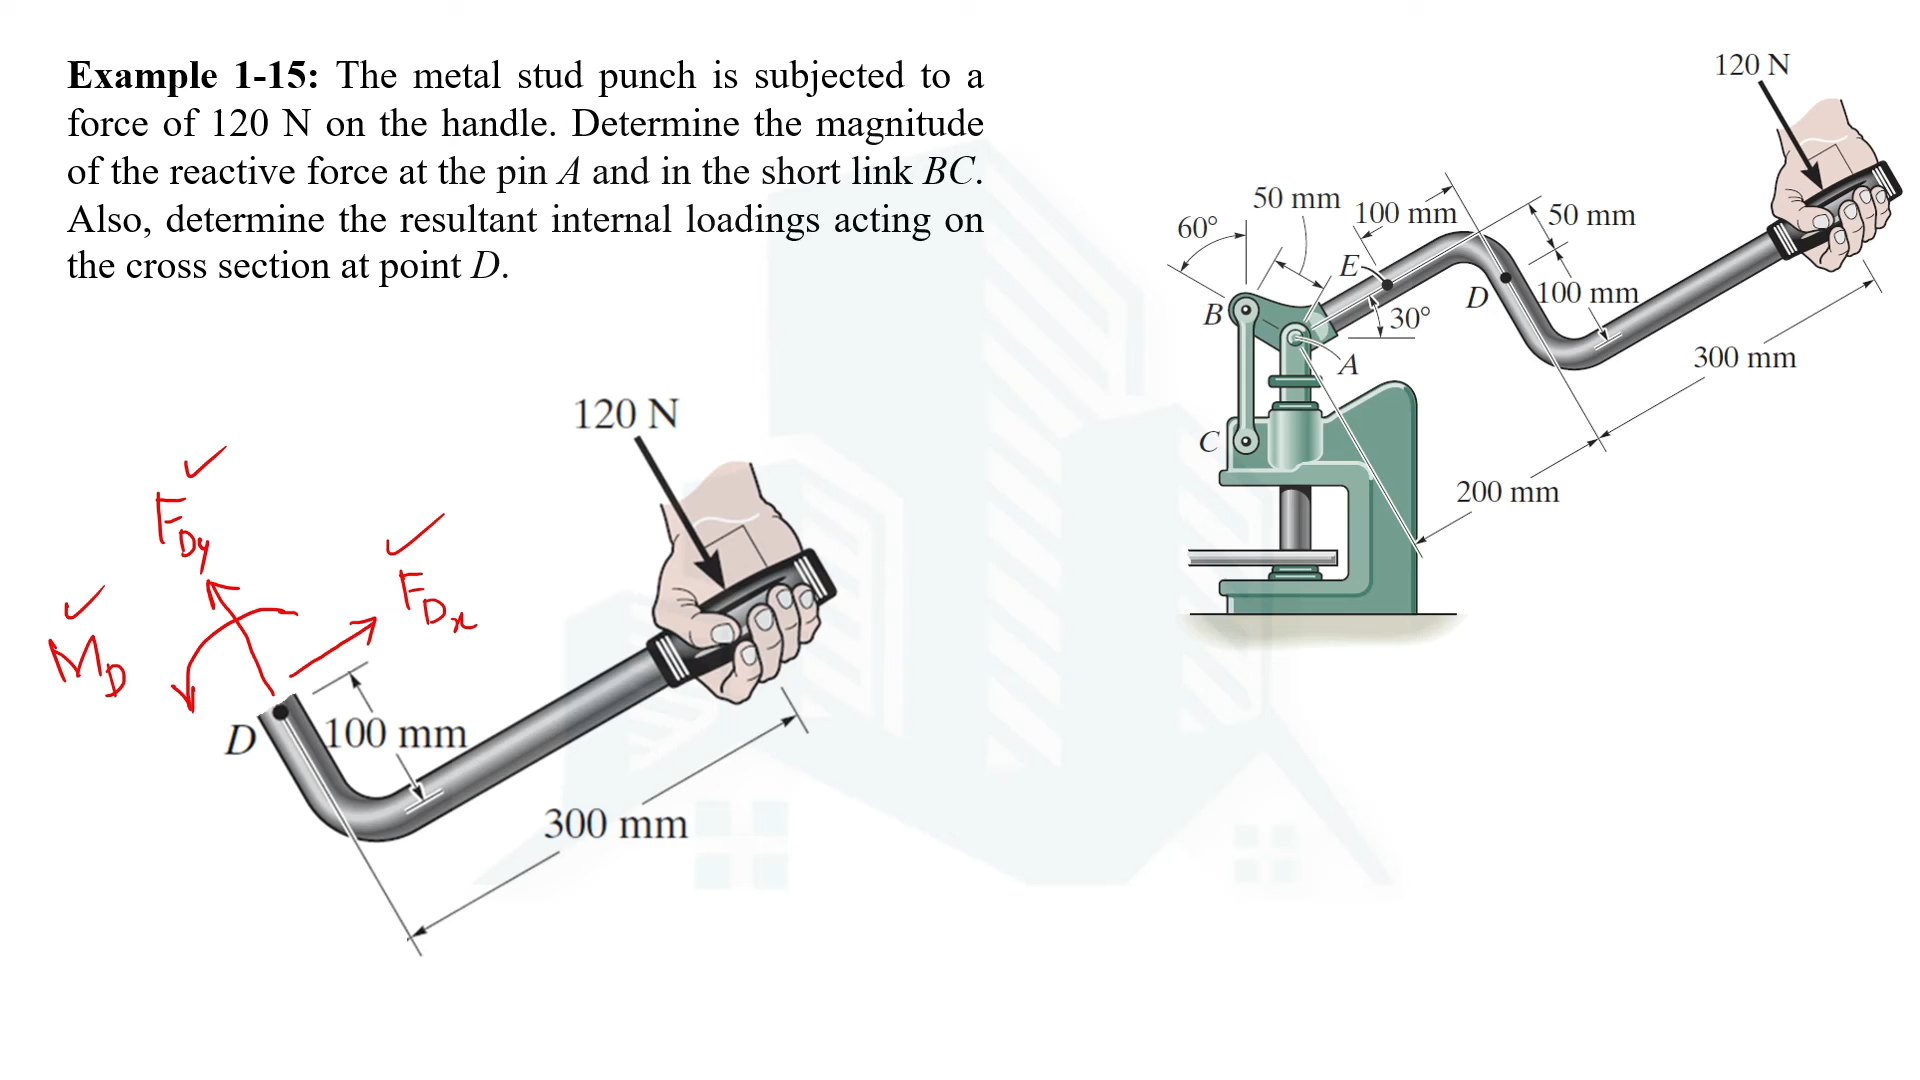 Example 1-15: The metal stud punch is subjected to a
force of 120 N on the handle. Determine the magnitude
of the reactive force at the pin A and in the short link BC.
Also, determine the resultant internal loadings acting on
the cross section at point D.
120 N
50 mm
100 mm
50 mm
60°
E
D
100 mm
B
30°
A
300 mm
C
200 mm
120 N
F_Dy
F_Dx
M_D
D
100 mm
300 mm